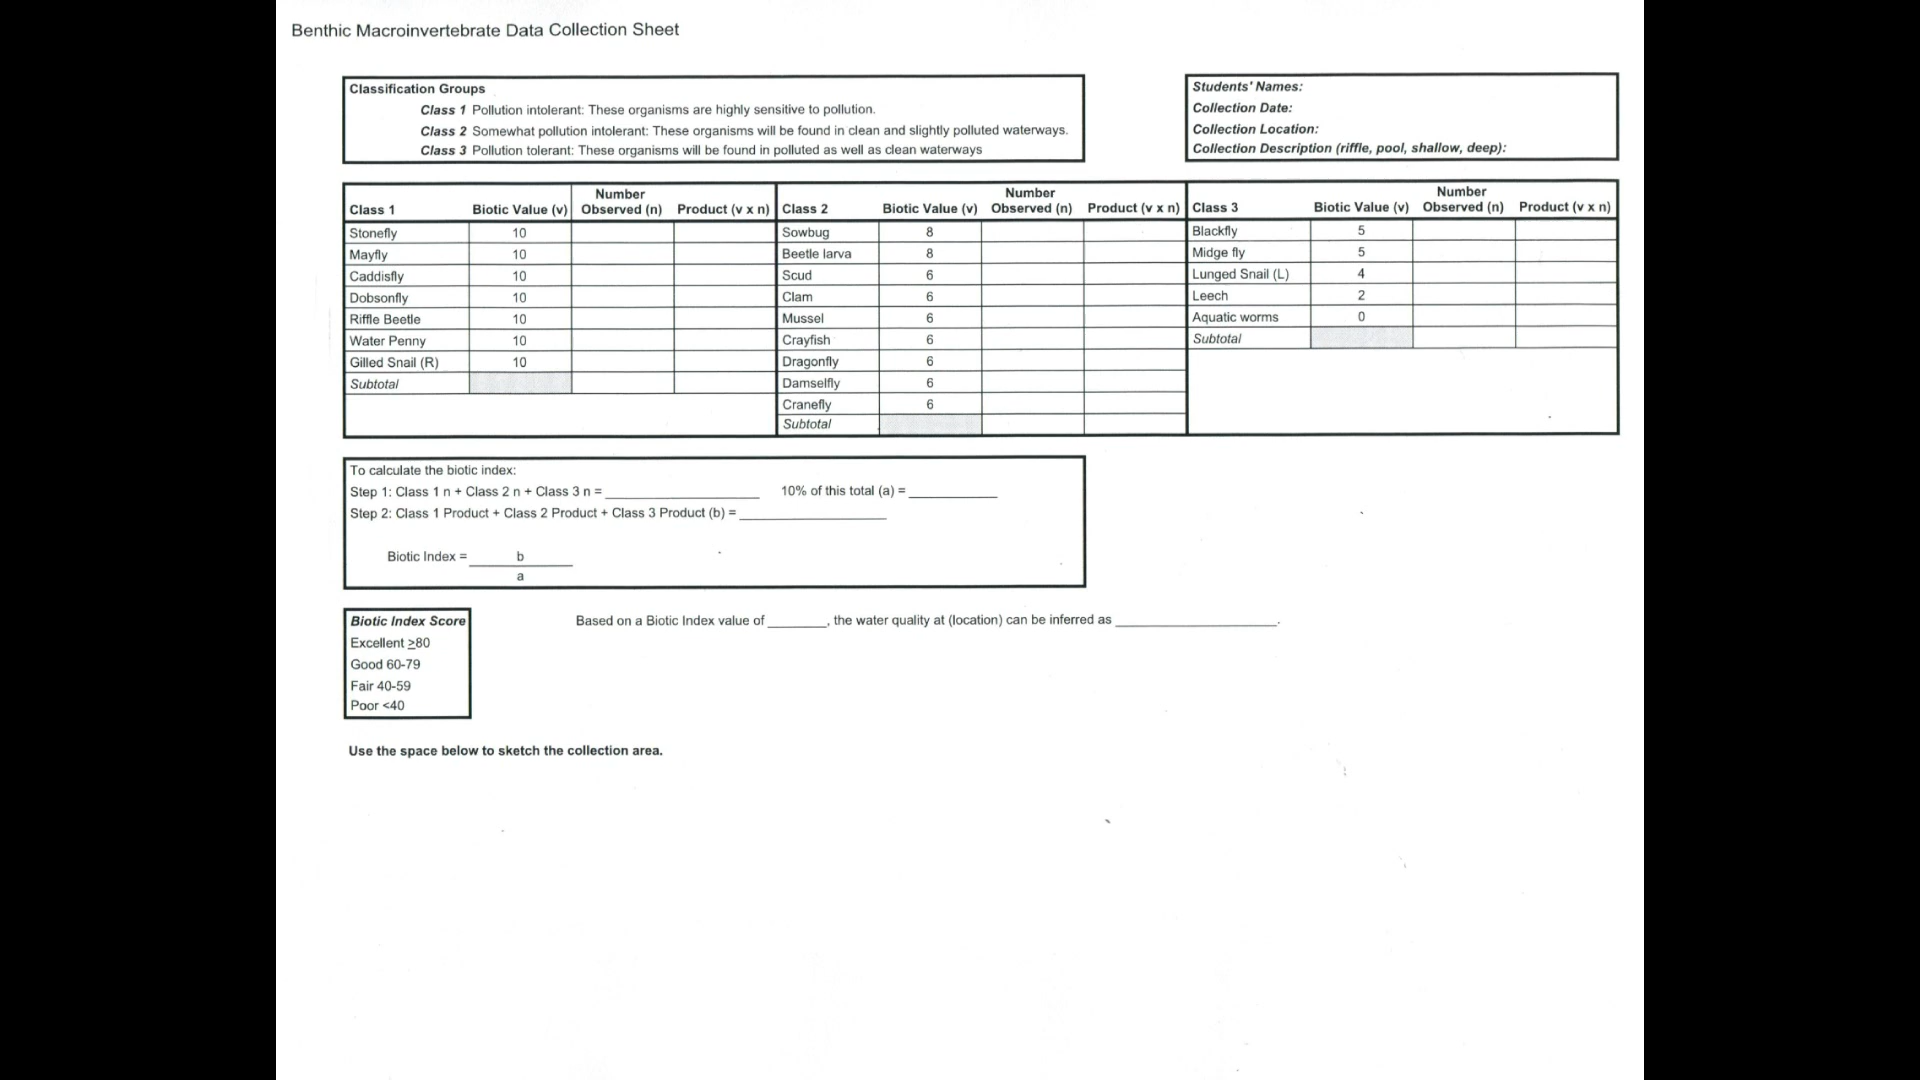 Benthic Macroinvertebrate Data Collection Sheet
Classification Groups
Class 1 Pollution intolerant: These organisms are highly sensitive to pollution.
Class 2 Somewhat pollution intolerant: These organisms will be found in clean and slightly polluted waterways.
Class 3 Pollution tolerant: These organisms will be found in polluted as well as clean waterways
Students' Names:
Collection Date:
Collection Location:
Collection Description (riffle, pool, shallow, deep):
Class 1 Biotic Value (v) Number Observed (n) Product (v x n)
Stonefly 10
Mayfly 10
Caddisfly 10
Dobsonfly 10
Riffle Beetle 10
Water Penny 10
Gilled Snail (R) 10
Subtotal
Class 2 Biotic Value (v) Number Observed (n) Product (v x n)
Sowbug 8
Beetle larva 8
Scud 6
Clam 6
Mussel 6
Crayfish 6
Dragonfly 6
Damselfly 6
Cranefly 6
Subtotal
Class 3 Biotic Value (v) Number Observed (n) Product (v x n)
Blackfly 5
Midge fly 5
Lunged Snail (L) 4
Leech 2
Aquatic worms 0
Subtotal
To calculate the biotic index:
Step 1: Class 1 n + Class 2 n + Class 3 n = ______ 10% of this total (a) = ______
Step 2: Class 1 Product + Class 2 Product + Class 3 Product (b) = ______
Biotic Index = b
a
Biotic Index Score
Excellent ≥80
Good 60-79
Fair 40-59
Poor <40
Based on a Biotic Index value of ______, the water quality at (location) can be inferred as ______.
Use the space below to sketch the collection area.